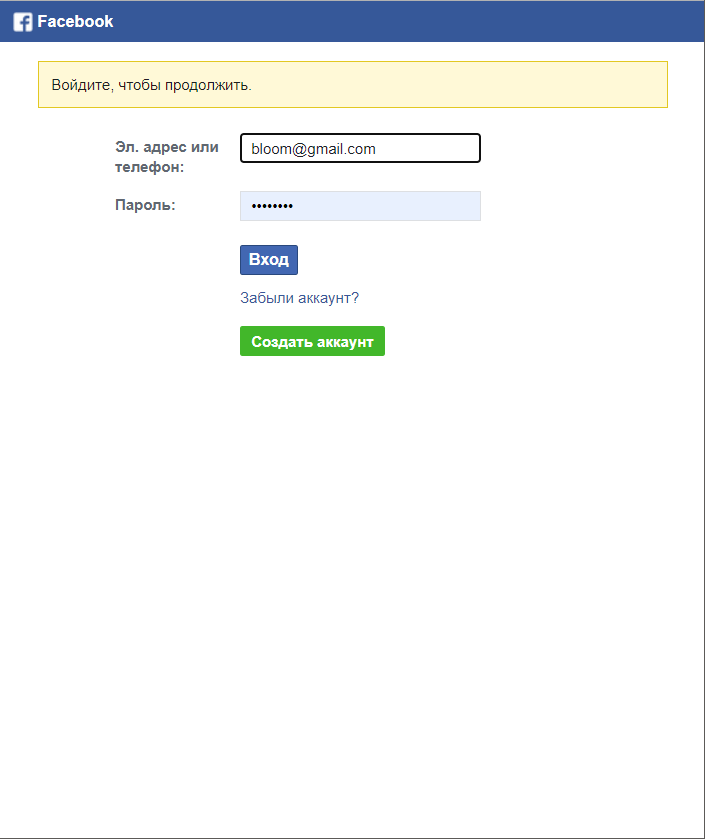 Facebook
Войдите, чтобы продолжить.
Эл. адрес или
телефон:
bloom@gmail.com
Пароль:
••••••••
Вход
Забыли аккаунт?
Создать аккаунт